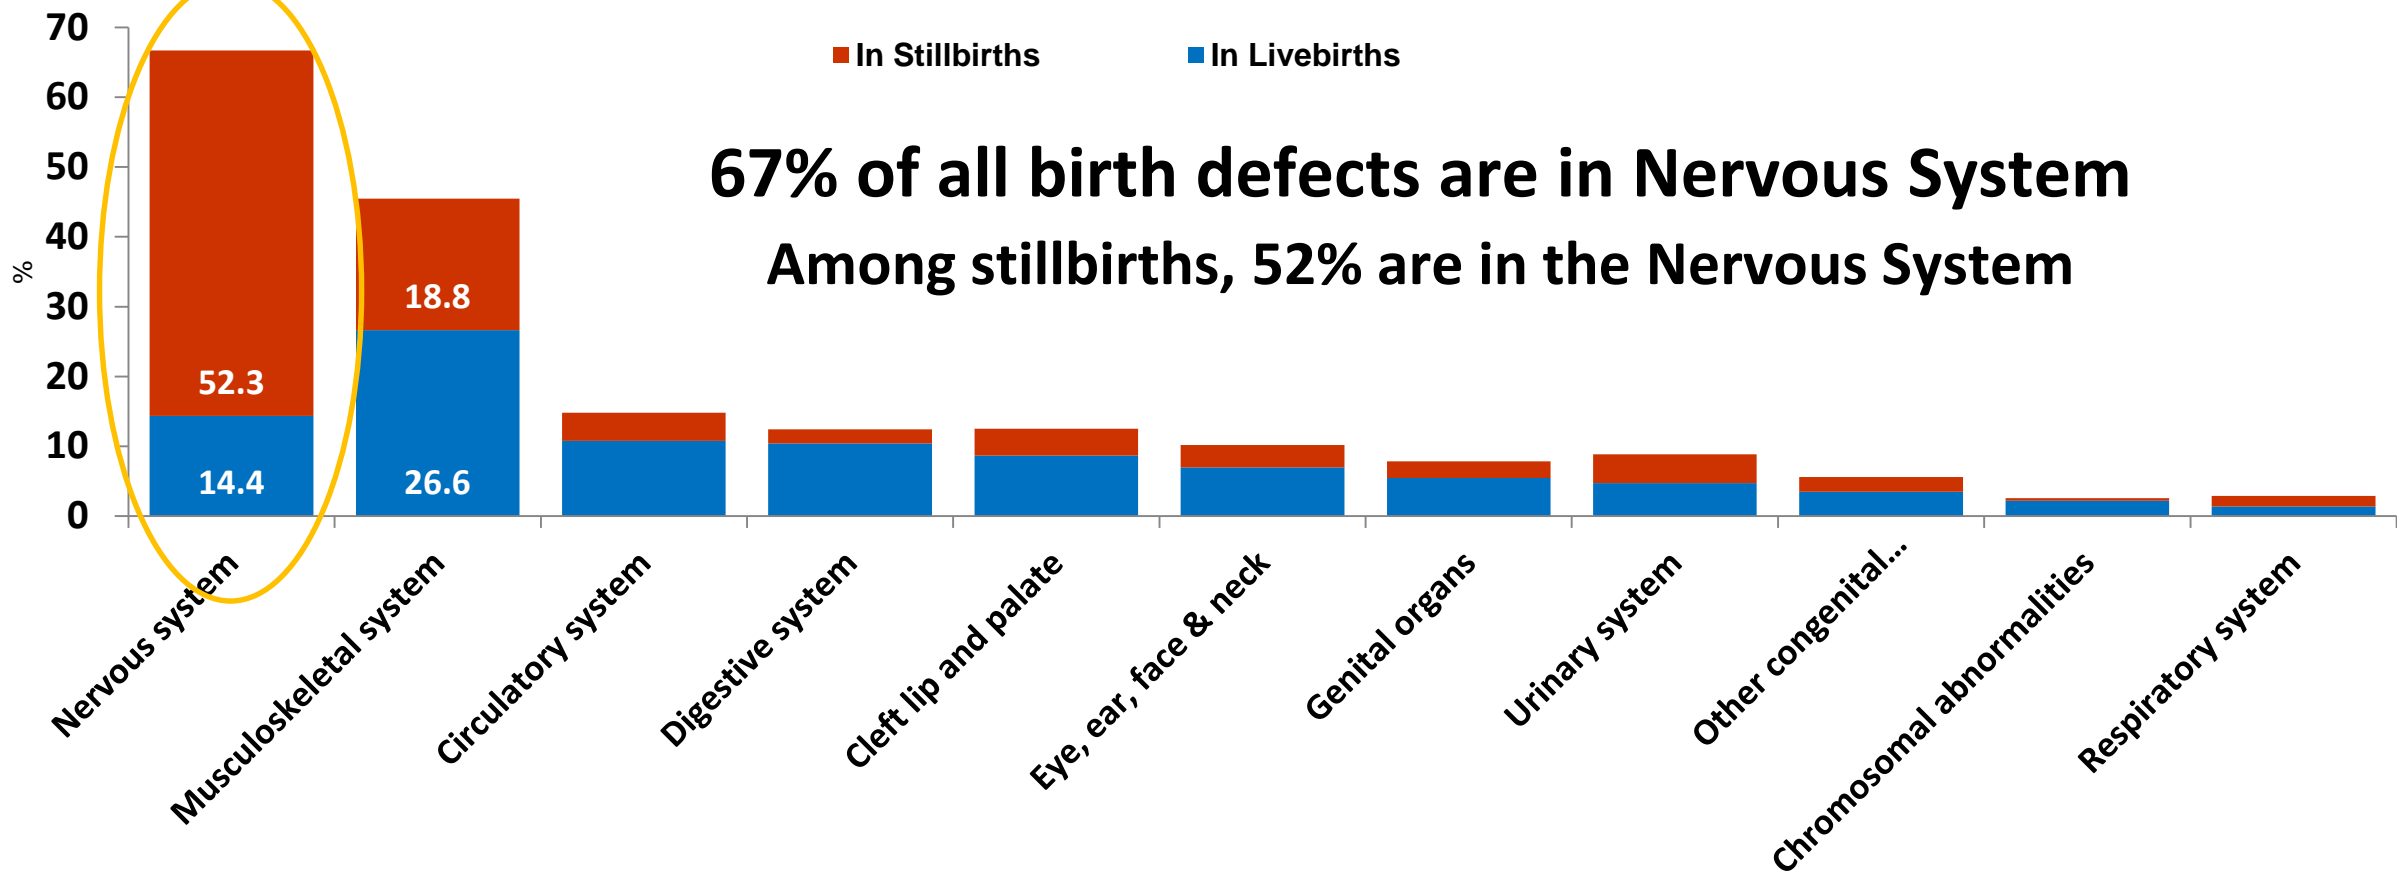 70
60
50
40
30
20
10
0
%
In Stillbirths
In Livebirths
67% of all birth defects are in Nervous System
Among stillbirths, 52% are in the Nervous System
52.3
14.4
18.8
26.6
Nervous system
Musculoskeletal system
Circulatory system
Digestive system
Cleft lip and palate
Eye, ear, face & neck
Genital organs
Urinary system
Other congenital...
Chromosomal abnormalities
Respiratory system